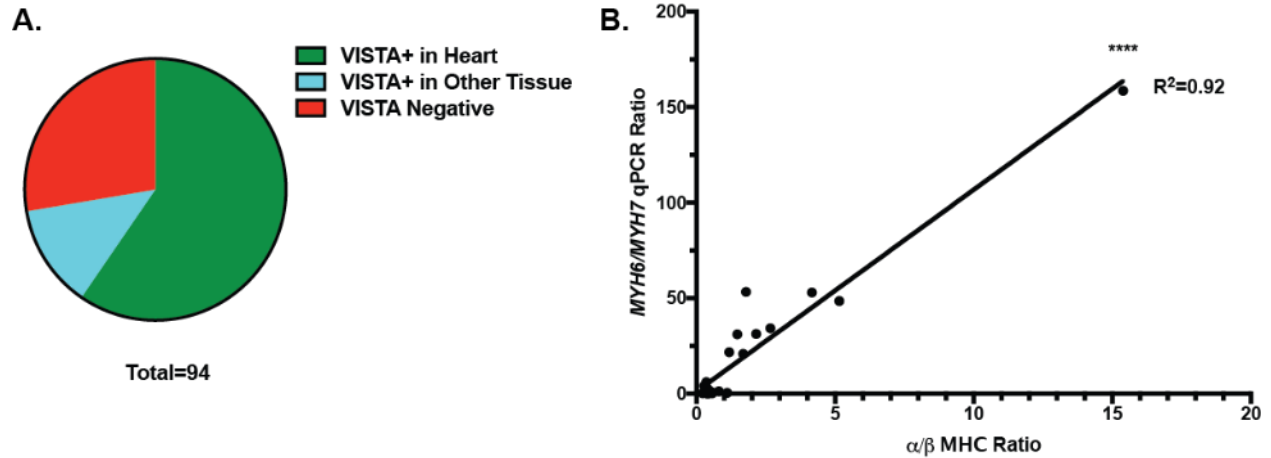 A.
VISTA+ in Heart
VISTA+ in Other Tissue
VISTA Negative
Total=94
B.
200
150
100
50
0
MYH6/MYH7 qPCR Ratio
****
R²=0.92
0 5 10 15 20
α/β MHC Ratio